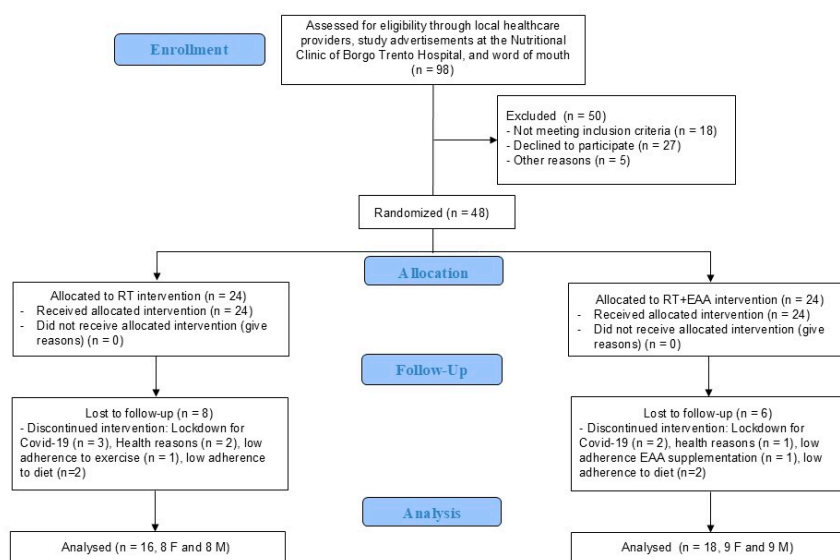 Enrollment
Assessed for eligibility through local healthcare
providers, study advertisements at the Nutritional
Clinic of Borgo Trento Hospital, and word of mouth
(n = 98)
Excluded (n = 50)
- Not meeting inclusion criteria (n = 18)
- Declined to participate (n = 27)
- Other reasons (n = 5)
Randomized (n = 48)
Allocation
Allocated to RT intervention (n = 24)
- Received allocated intervention (n = 24)
- Did not receive allocated intervention (give
reasons) (n = 0)
Allocated to RT+EAA intervention (n = 24)
- Received allocated intervention (n = 24)
- Did not receive allocated intervention (give
reasons) (n = 0)
Follow-Up
Lost to follow-up (n = 8)
- Discontinued intervention: Lockdown for
Covid-19 (n = 3), Health reasons (n = 2), low
adherence to exercise (n = 1), low adherence
to diet (n=2)
Lost to follow-up (n = 6)
- Discontinued intervention: Lockdown for
Covid-19 (n = 2), health reasons (n = 1), low
adherence EAA supplementation (n = 1), low
adherence to diet (n=2)
Analysis
Analysed (n = 16, 8 F and 8 M)
Analysed (n = 18, 9 F and 9 M)